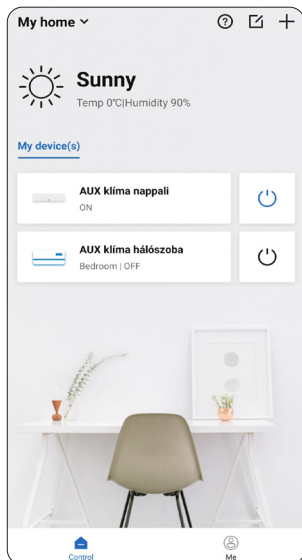 My home
Sunny
Temp 0°C|Humidity 90%
My device(s)
AUX klíma nappali
ON
AUX klíma hálószoba
Bedroom | OFF
Control
Me